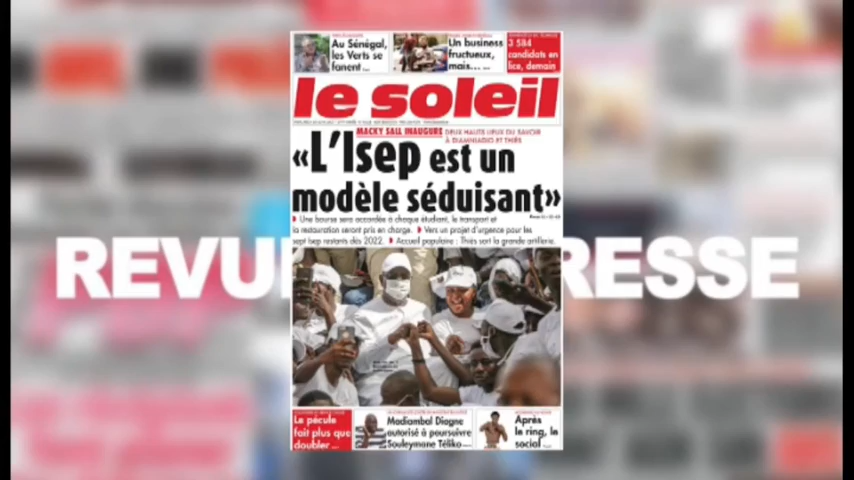 Au Sénégal,
les Verts se
fanent
Un business
fructueux,
mais...
3 584
candidats en
lice, demain
le soleil
MACKY SALL INAUGURE DEUX HAUTS LIEUX DU SAVOIR
À DIAMNIADIO ET THIÈS
«L'Isep est un
modèle séduisant»
Une bourse sera accordée à chaque étudiant, le transport et
la restauration seront pris en charge. Vers un projet d'urgence pour les
sept Isep restants dès 2022. Accueil populaire : Thiès sort la grande artillerie.
REVU RESSE
Le pécule
fait plus que
doubler
Madiambal Diagne
autorisé à poursuivre
Souleymane Téliko
Après
le ring, le
social